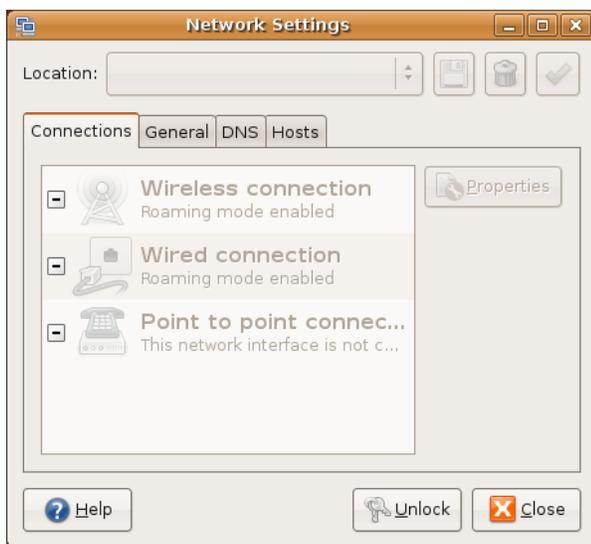 Network Settings
Location:
Connections General DNS Hosts
Wireless connection
Roaming mode enabled
Properties
Wired connection
Roaming mode enabled
Point to point connec...
This network interface is not c...
Help Unlock Close